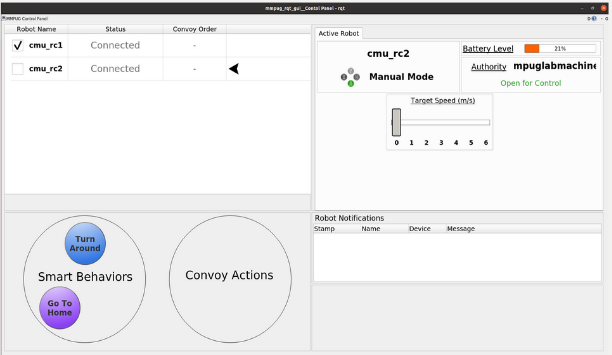 mmpug_rqt_gui__Contol Panel - rqt
MMPUG Control Panel
Robot Name Status Convoy Order
cmu_rc1 Connected -
cmu_rc2 Connected -
Active Robot
cmu_rc2
Manual Mode
Battery Level 21%
Authority mpuglabmachine
Open for Control
Target Speed (m/s)
0 1 2 3 4 5 6
Turn
Around
Smart Behaviors
Go To
Home
Convoy Actions
Robot Notifications
Stamp Name Device Message